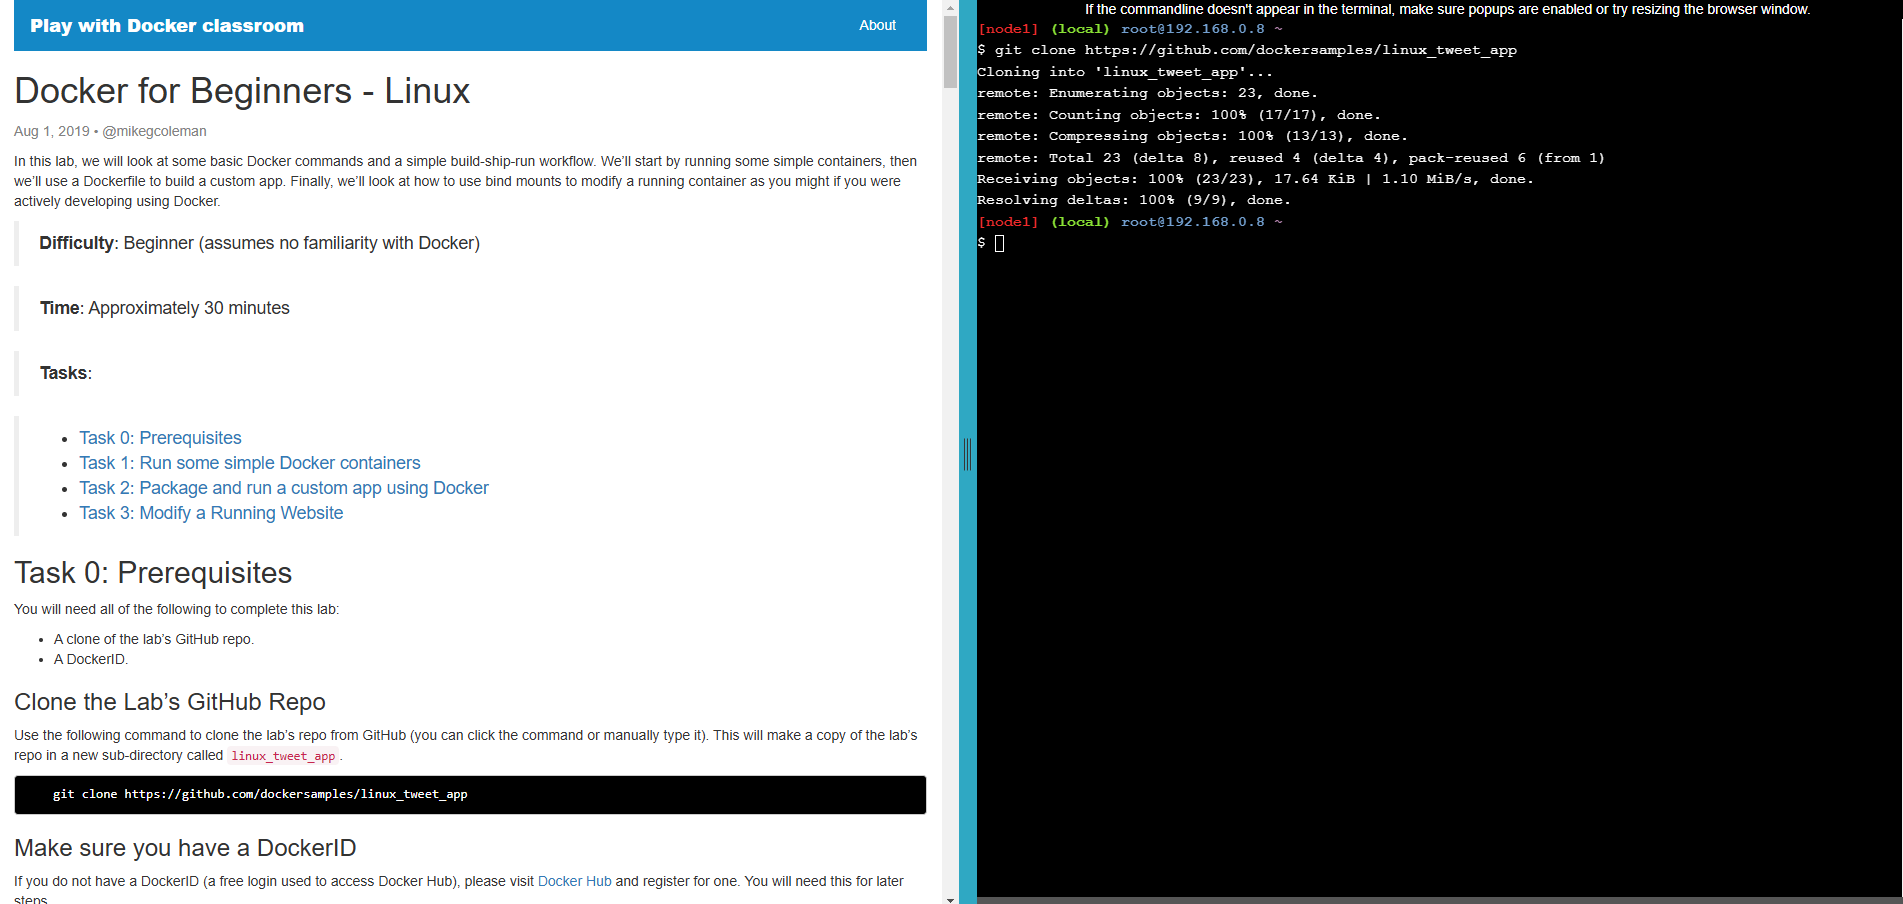 Play with Docker classroom
About
Docker for Beginners - Linux
Aug 1, 2019 • @mikegcoleman
In this lab, we will look at some basic Docker commands and a simple build-ship-run workflow. We’ll start by running some simple containers, then
we’ll use a Dockerfile to build a custom app. Finally, we’ll look at how to use bind mounts to modify a running container as you might if you were
actively developing using Docker.
Difficulty: Beginner (assumes no familiarity with Docker)
Time: Approximately 30 minutes
Tasks:
• Task 0: Prerequisites
• Task 1: Run some simple Docker containers
• Task 2: Package and run a custom app using Docker
• Task 3: Modify a Running Website
Task 0: Prerequisites
You will need all of the following to complete this lab:
• A clone of the lab’s GitHub repo.
• A DockerID.
Clone the Lab’s GitHub Repo
Use the following command to clone the lab’s repo from GitHub (you can click the command or manually type it). This will make a copy of the lab’s
repo in a new sub-directory called linux_tweet_app.
git clone https://github.com/dockersamples/linux_tweet_app
Make sure you have a DockerID
If you do not have a DockerID (a free login used to access Docker Hub), please visit Docker Hub and register for one. You will need this for later
steps.
If the commandline doesn't appear in the terminal, make sure popups are enabled or try resizing the browser window.
[node1] (local) root@192.168.0.8 ~
$ git clone https://github.com/dockersamples/linux_tweet_app
Cloning into 'linux_tweet_app'...
remote: Enumerating objects: 23, done.
remote: Counting objects: 100% (17/17), done.
remote: Compressing objects: 100% (13/13), done.
remote: Total 23 (delta 8), reused 4 (delta 4), pack-reused 6 (from 1)
Receiving objects: 100% (23/23), 17.64 KiB | 1.10 MiB/s, done.
Resolving deltas: 100% (9/9), done.
[node1] (local) root@192.168.0.8 ~
$